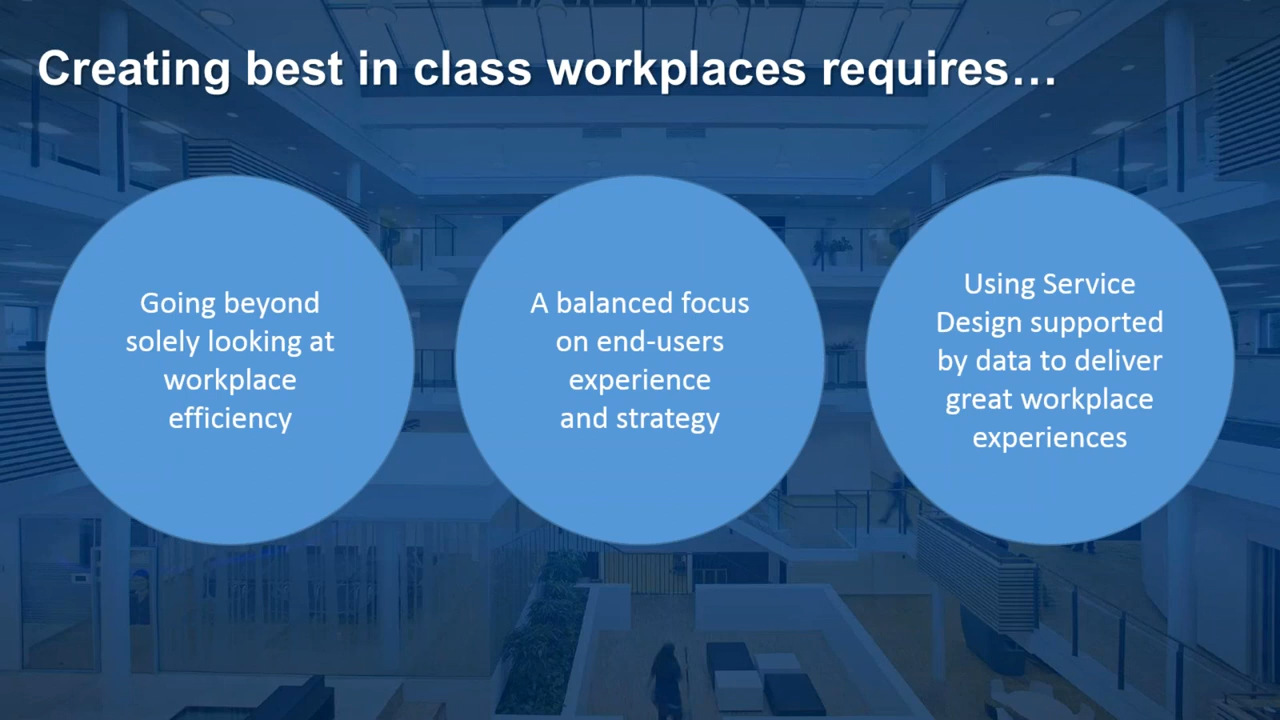 Creating best in class workplaces requires…
Going beyond
solely looking at
workplace
efficiency
A balanced focus
on end-users
experience
and strategy
Using Service
Design supported
by data to deliver
great workplace
experiences